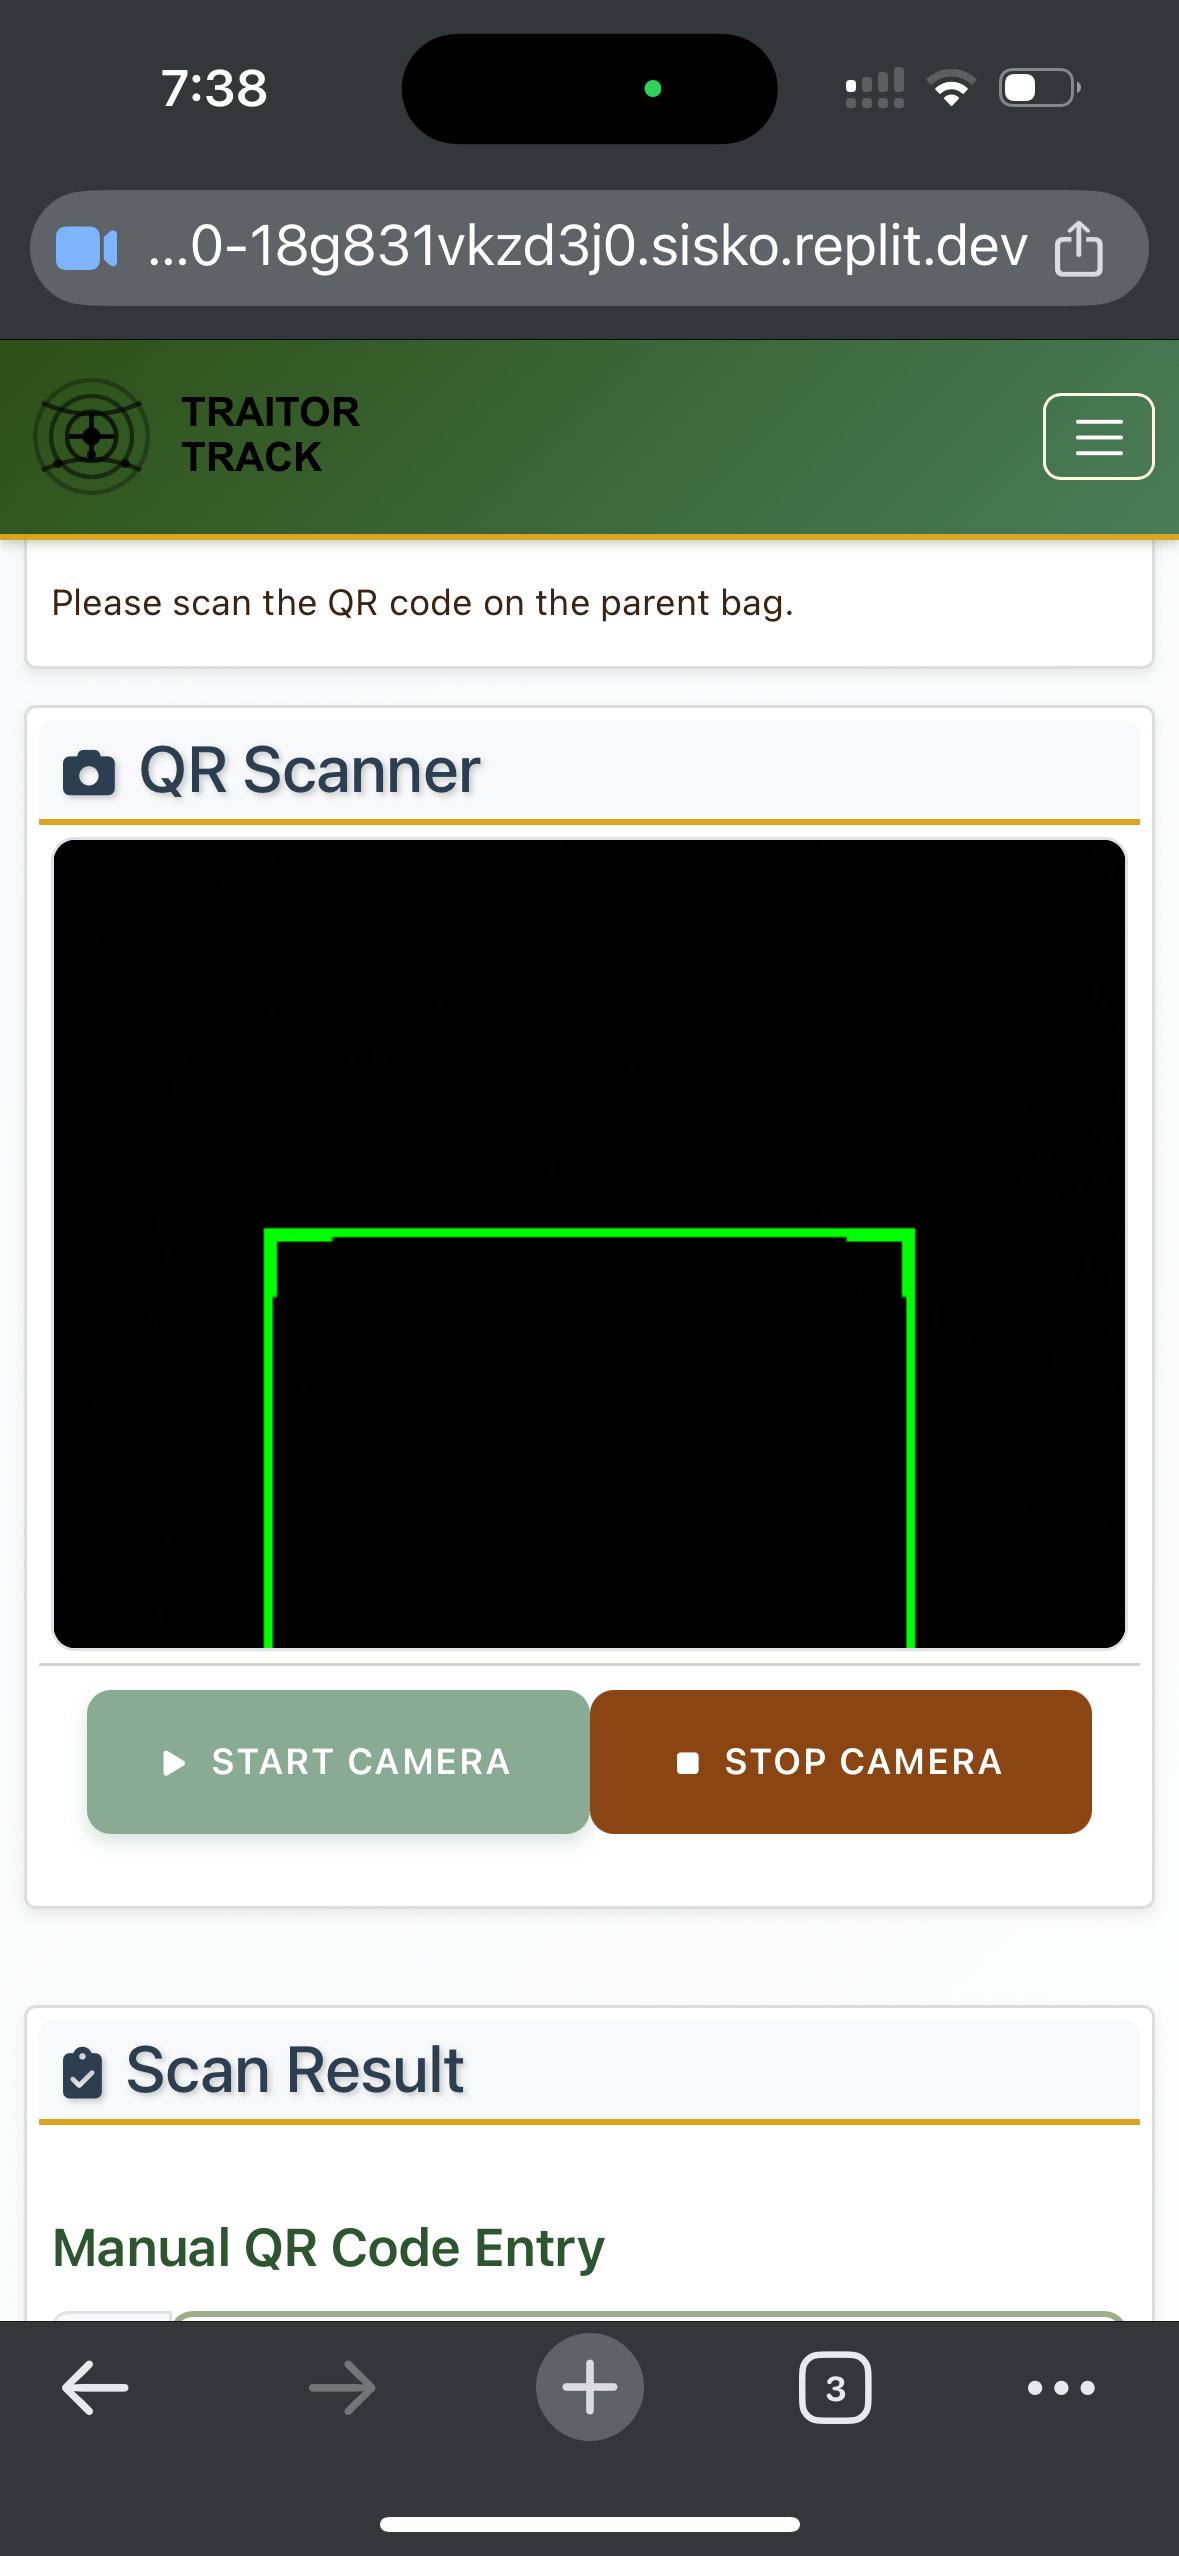 7:38
...0-18g831vkzd3j0.sisko.replit.dev
TRAITOR
TRACK
Please scan the QR code on the parent bag.
QR Scanner
START CAMERA
STOP CAMERA
Scan Result
Manual QR Code Entry
3